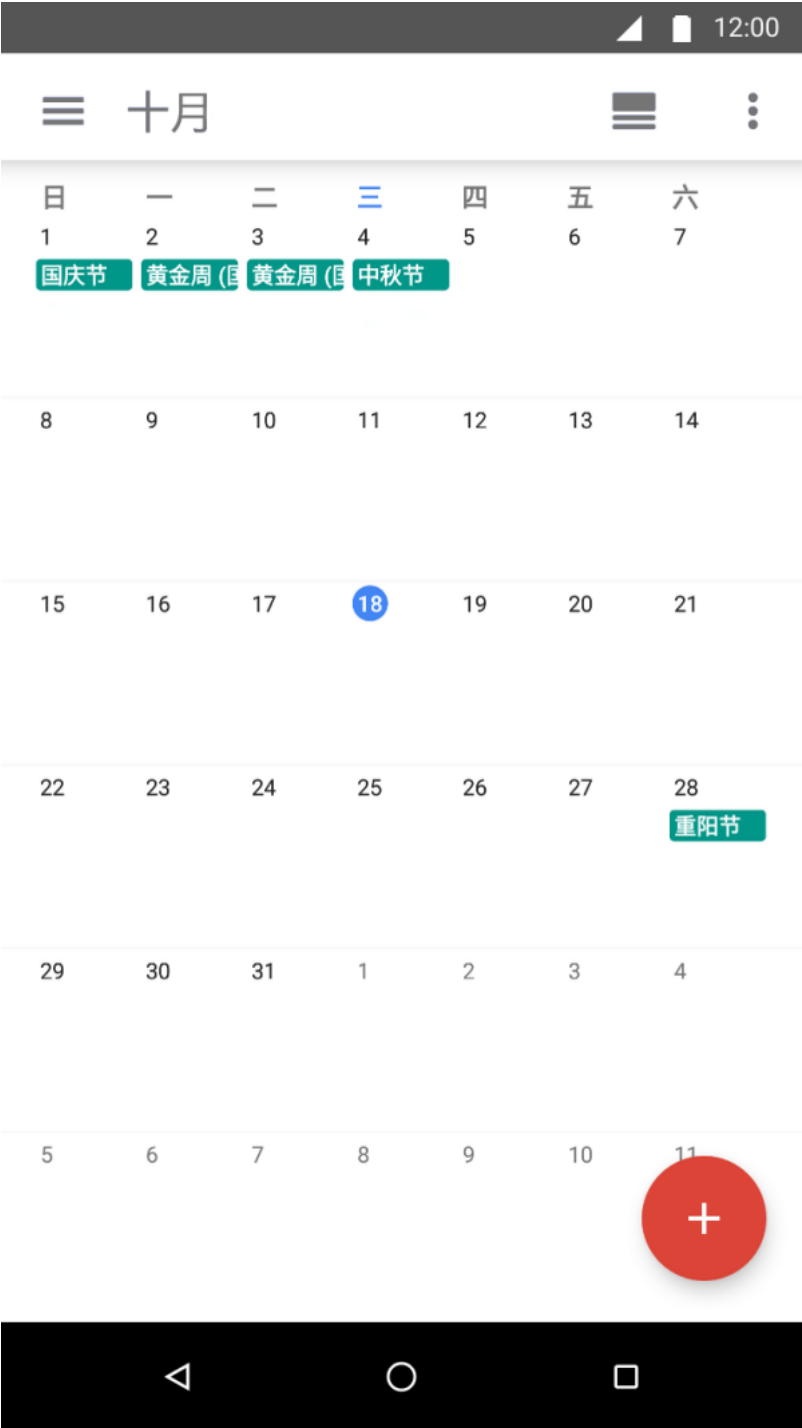 12:00
十月
日 一 二 三 四 五 六
1 2 3 4 5 6 7
国庆节 黄金周 (国 黄金周 (国 中秋节
8 9 10 11 12 13 14
15 16 17 18 19 20 21
22 23 24 25 26 27 28
重阳节
29 30 31 1 2 3 4
5 6 7 8 9 10 11